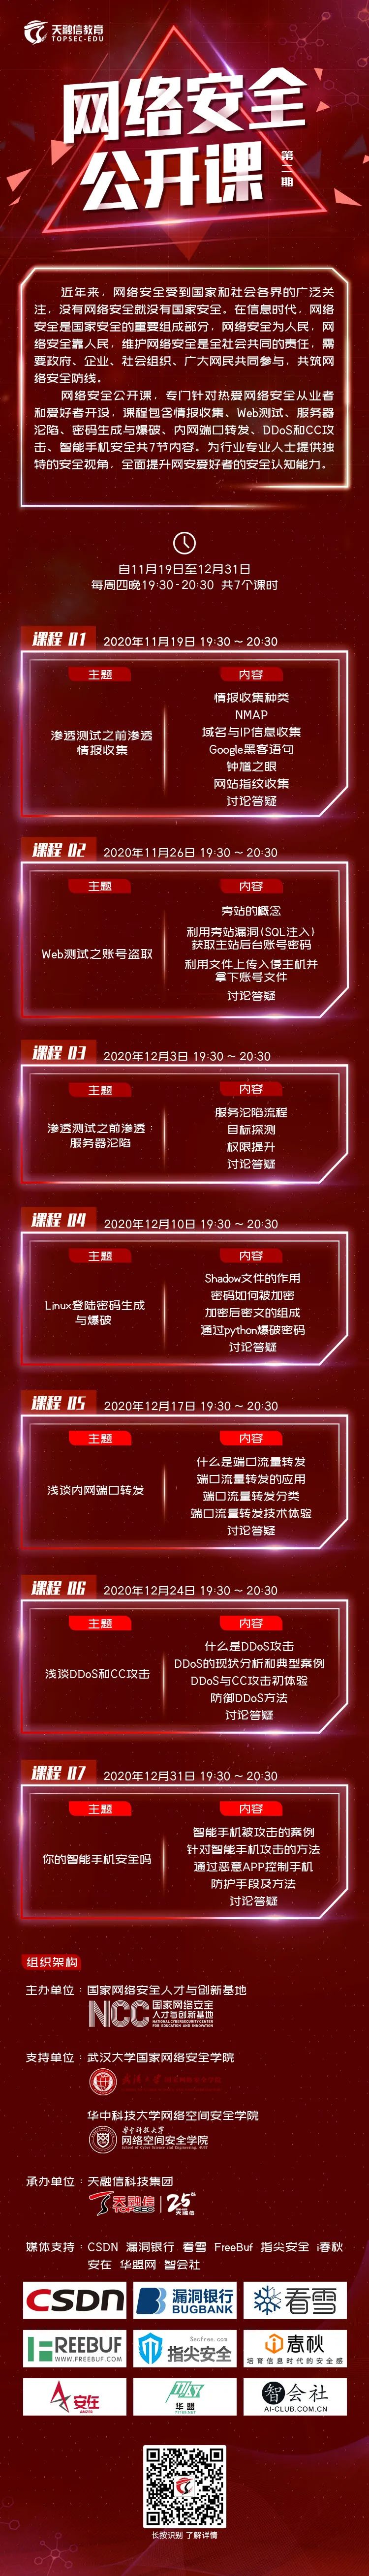 天融信教育
TOPSEC-EDU
网络安全
公开课
第二期
近年来，网络安全受到国家和社会各界的广泛关
注，没有网络安全就没有国家安全。在信息时代，网络
安全是国家安全的重要组成部分，网络安全为人民，网
络安全靠人民，维护网络安全是全社会共同的责任，需
要政府、企业、社会组织、广大网民共同参与，共筑网
络安全防线。
网络安全公开课，专门针对热爱网络安全从业者
和爱好者开设，课程包含情报收集、Web测试、服务器
沦陷、密码生成与爆破、内网端口转发、DDoS和CC攻
击、智能手机安全共7节内容。为行业专业人士提供独
特的安全视角，全面提升网安爱好者的安全认知能力。
自11月19日至12月31日
每周四晚19:30-20:30 共7个课时
课程 01 2020年11月19日 19:30～20:30
主题 内容
渗透测试之前渗透
情报收集
情报收集种类
NMAP
域名与IP信息收集
Google黑客语句
钟馗之眼
网站指纹收集
讨论答疑
课程 02 2020年11月26日 19:30～20:30
主题 内容
Web测试之账号盗取
旁站的概念
利用旁站漏洞(SQL注入)
获取主站后台账号密码
利用文件上传入侵主机并
拿下账号文件
讨论答疑
课程 03 2020年12月3日 19:30～20:30
主题 内容
渗透测试之前渗透：
服务器沦陷
服务沦陷流程
目标探测
权限提升
讨论答疑
课程 04 2020年12月10日 19:30～20:30
主题 内容
Linux登陆密码生成
与爆破
Shadow文件的作用
密码如何被加密
加密后密文的组成
通过python爆破密码
讨论答疑
课程 05 2020年12月17日 19:30～20:30
主题 内容
浅谈内网端口转发
什么是端口流量转发
端口流量转发的应用
端口流量转发分类
端口流量转发技术体验
讨论答疑
课程 06 2020年12月24日 19:30～20:30
主题 内容
浅谈DDoS和CC攻击
什么是DDoS攻击
DDoS的现状分析和典型案例
DDoS与CC攻击初体验
防御DDoS方法
讨论答疑
课程 07 2020年12月31日 19:30～20:30
主题 内容
你的智能手机安全吗
智能手机被攻击的案例
针对智能手机攻击的方法
通过恶意APP控制手机
防护手段及方法
讨论答疑
组织架构
主办单位：国家网络安全人才与创新基地
NCC 国家网络安全
人才与创新基地
NATIONAL CYBERSECURITY CENTER
FOR EDUCATION AND INNOVATION
支持单位：武汉大学国家网络安全学院
华中科技大学网络空间安全学院
华中科技大学
网络空间安全学院
承办单位：天融信科技集团
天融信
TOPSEC
25
天融信
媒体支持：CSDN 漏洞银行 看雪 FreeBuf 指尖安全 i春秋
安在 华盟网 智会社
CSDN
漏洞银行
BUGBANK
看雪
FREEBUF
WWW.FREEBUF.COM
Secfree.com
指尖安全
i春秋
培育信息时代的安全感
安在
华盟
智会社
AI-CLUB.COM.CN
长按识别 了解详情